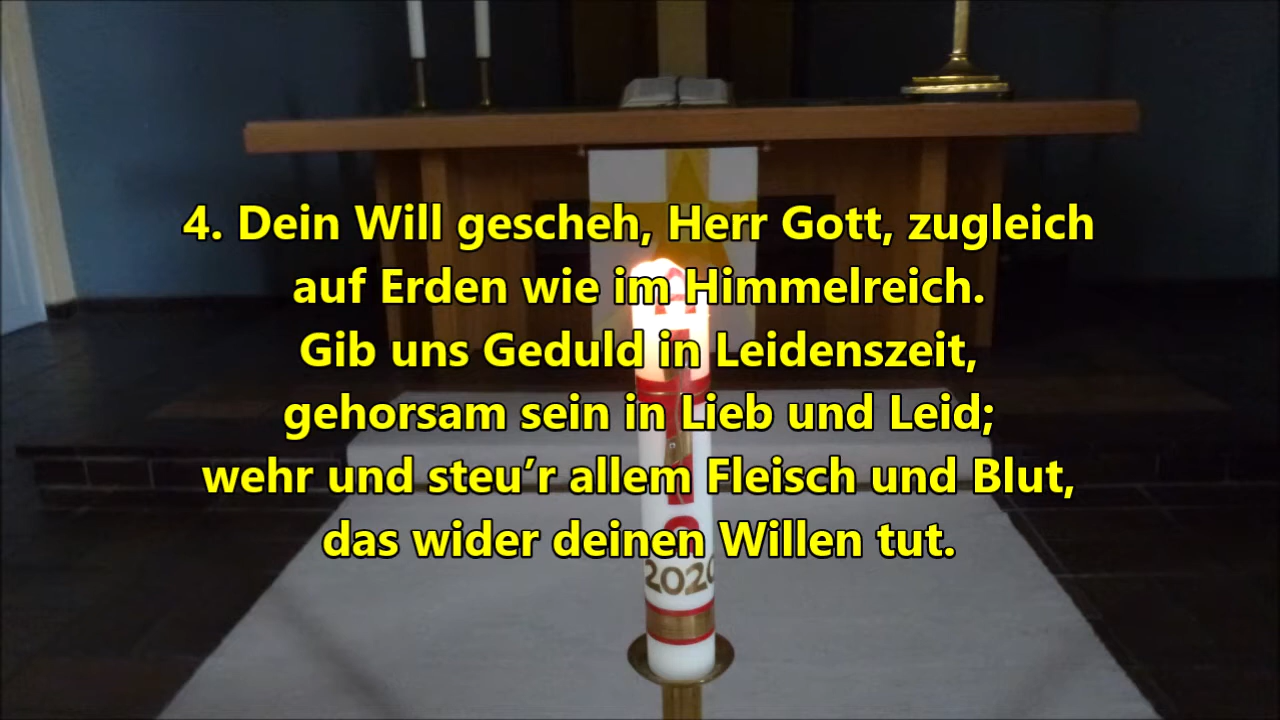 4. Dein Will gescheh, Herr Gott, zugleich
auf Erden wie im Himmelreich.
Gib uns Geduld in Leidenszeit,
gehorsam sein in Lieb und Leid;
wehr und steu’r allem Fleisch und Blut,
das wider deinen Willen tut.
2020